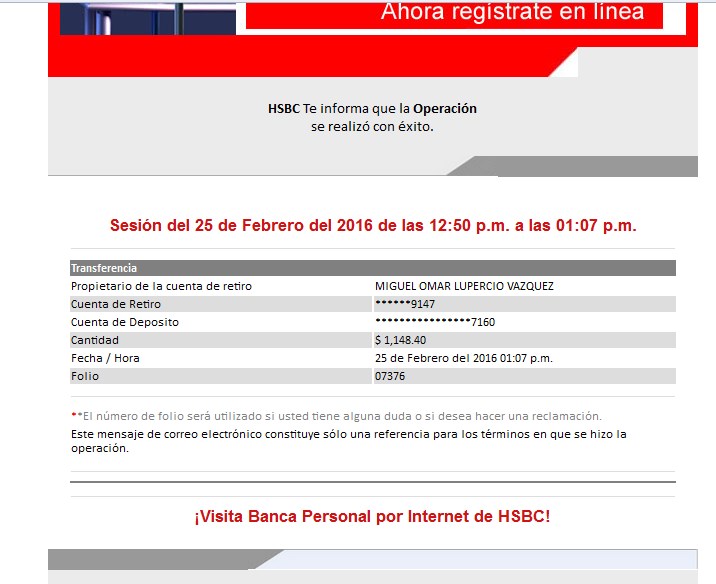 Ahora regístrate en línea
HSBC Te informa que la Operación
se realizó con éxito.
Sesión del 25 de Febrero del 2016 de las 12:50 p.m. a las 01:07 p.m.
Transferencia
Propietario de la cuenta de retiro MIGUEL OMAR LUPERCIO VAZQUEZ
Cuenta de Retiro ******9147
Cuenta de Deposito ****************7160
Cantidad $ 1,148.40
Fecha / Hora 25 de Febrero del 2016 01:07 p.m.
Folio 07376
**El número de folio será utilizado si usted tiene alguna duda o si desea hacer una reclamación.
Este mensaje de correo electrónico constituye sólo una referencia para los términos en que se hizo la
operación.
¡Visita Banca Personal por Internet de HSBC!